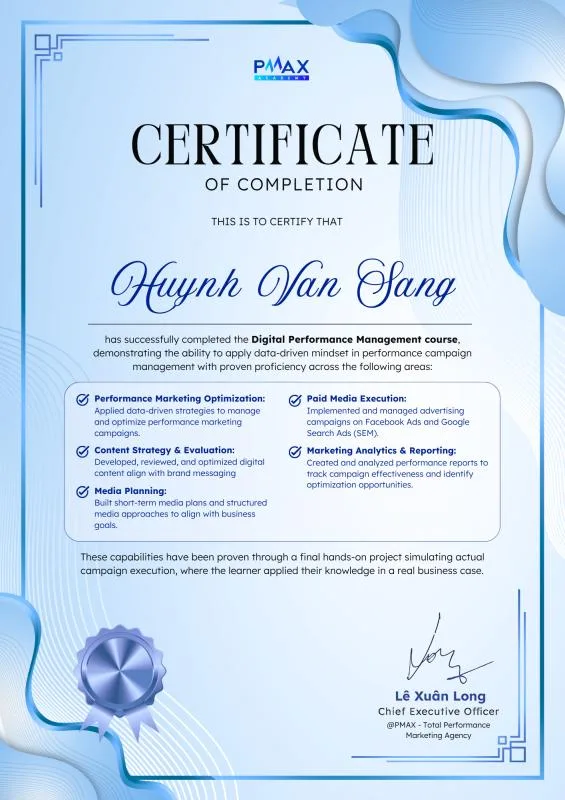 PMAX
ACADEMY
CERTIFICATE
OF COMPLETION
THIS IS TO CERTIFY THAT
Huynh Van Sang
has successfully completed the Digital Performance Management course,
demonstrating the ability to apply data-driven mindset in performance campaign
management with proven proficiency across the following areas:
Performance Marketing Optimization:
Applied data-driven strategies to manage
and optimize performance marketing
campaigns.
Content Strategy & Evaluation:
Developed, reviewed, and optimized digital
content align with brand messaging
Media Planning:
Built short-term media plans and structured
media approaches to align with business
goals.
Paid Media Execution:
Implemented and managed advertising
campaigns on Facebook Ads and Google
Search Ads (SEM).
Marketing Analytics & Reporting:
Created and analyzed performance reports to
track campaign effectiveness and identify
optimization opportunities.
These capabilities have been proven through a final hands-on project simulating actual
campaign execution, where the learner applied their knowledge in a real business case.
Lê Xuân Long
Chief Executive Officer
@PMAX - Total Performance
Marketing Agency